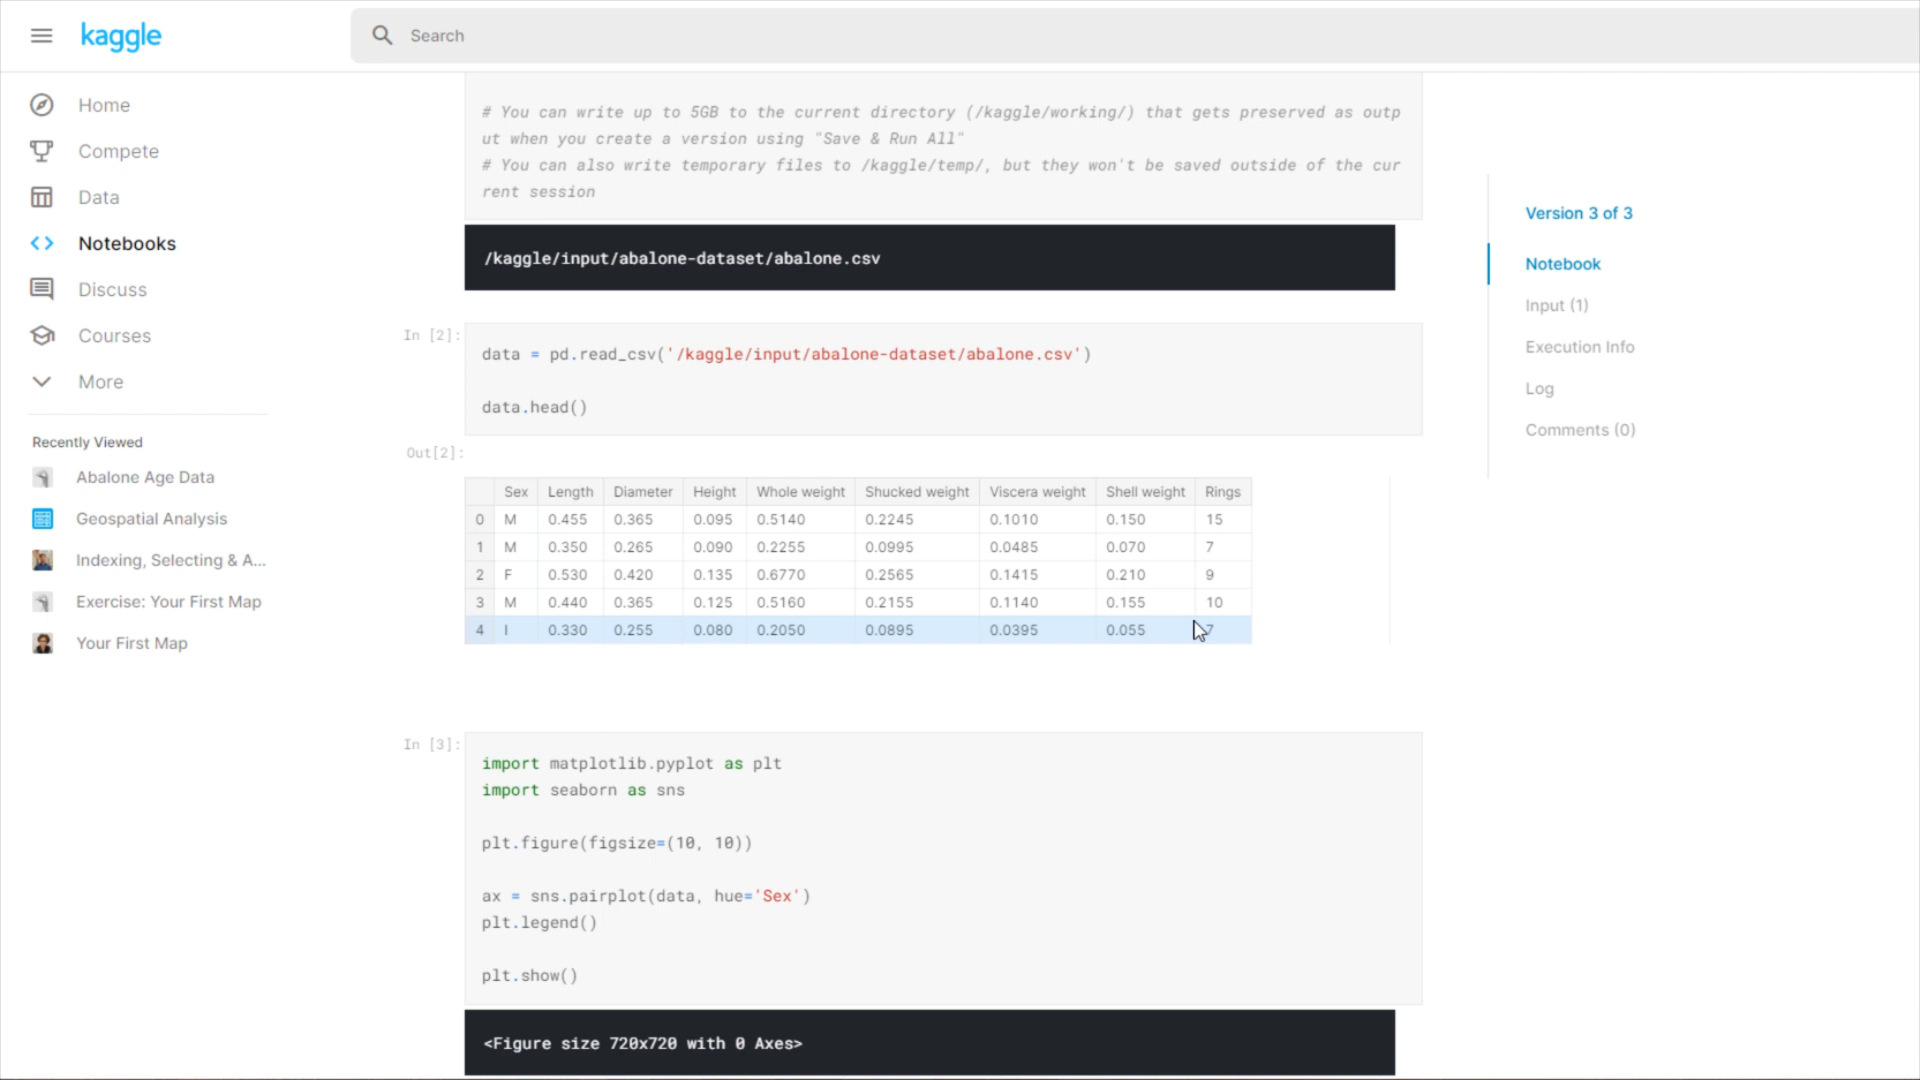 kaggle
Search
Home
Compete
Data
Notebooks
Discuss
Courses
More
Recently Viewed
Abalone Age Data
Geospatial Analysis
Indexing, Selecting & A...
Exercise: Your First Map
Your First Map
# You can write up to 5GB to the current directory (/kaggle/working/) that gets preserved as outp
ut when you create a version using "Save & Run All"
# You can also write temporary files to /kaggle/temp/, but they won't be saved outside of the cur
rent session
/kaggle/input/abalone-dataset/abalone.csv
In [2]:
data = pd.read_csv('/kaggle/input/abalone-dataset/abalone.csv')
data.head()
Out[2]:
Sex Length Diameter Height Whole weight Shucked weight Viscera weight Shell weight Rings
0 M 0.455 0.365 0.095 0.5140 0.2245 0.1010 0.150 15
1 M 0.350 0.265 0.090 0.2255 0.0995 0.0485 0.070 7
2 F 0.530 0.420 0.135 0.6770 0.2565 0.1415 0.210 9
3 M 0.440 0.365 0.125 0.5160 0.2155 0.1140 0.155 10
4 I 0.330 0.255 0.080 0.2050 0.0895 0.0395 0.055 7
In [3]:
import matplotlib.pyplot as plt
import seaborn as sns
plt.figure(figsize=(10, 10))
ax = sns.pairplot(data, hue='Sex')
plt.legend()
plt.show()
<Figure size 720x720 with 0 Axes>
Version 3 of 3
Notebook
Input (1)
Execution Info
Log
Comments (0)